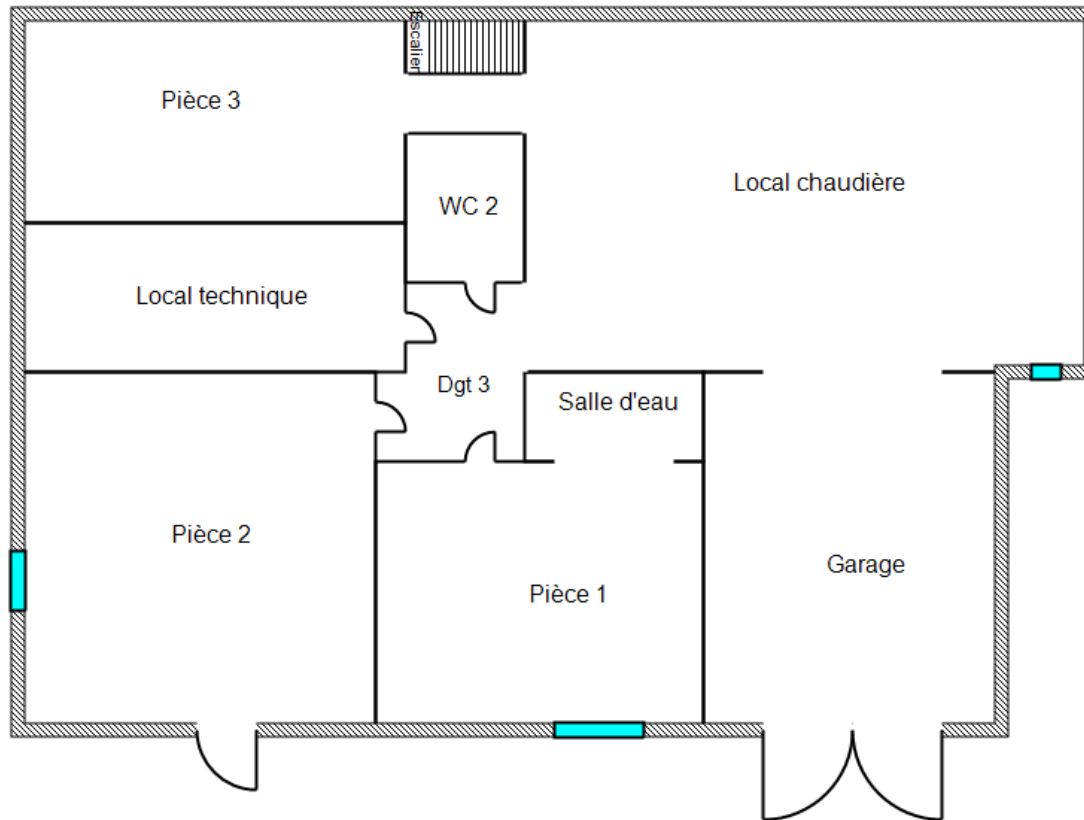 Escalier
Pièce 3
Local chaudière
WC 2
Local technique
Dgt 3
Salle d'eau
Pièce 2
Garage
Pièce 1